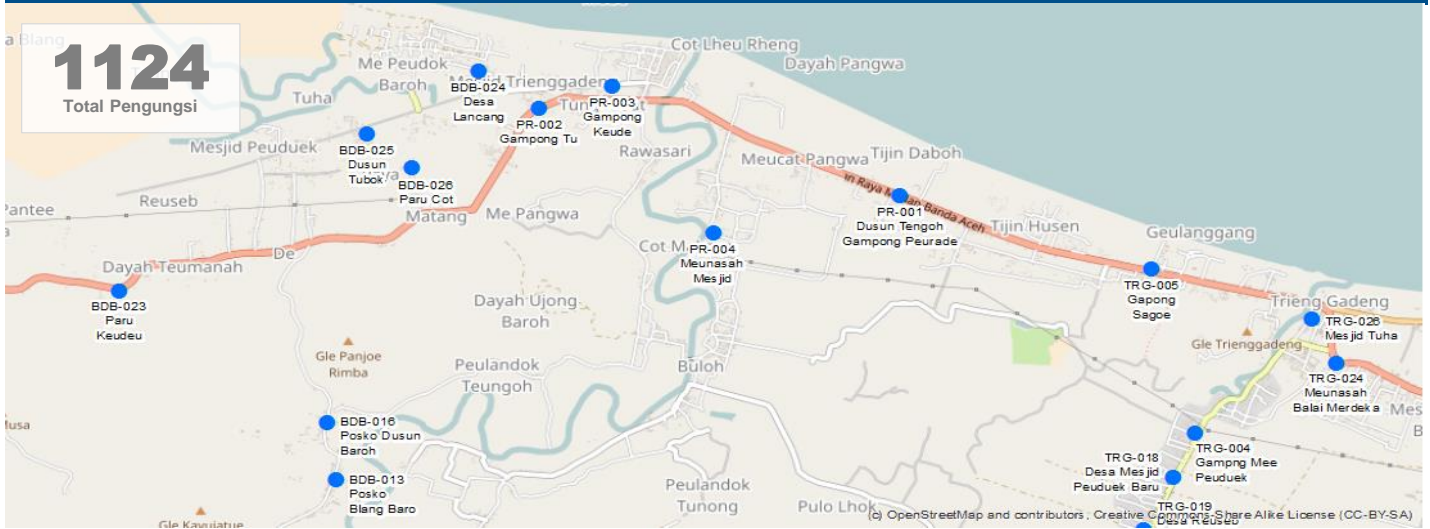 1124
Total Pengungsi
a Blang
Cot Lheu Rheng
Dayah Pangwa
Me Peudok
Baroh
Tuha
BDB-024
Desa
Lancang
PR-002
Gampong Tu
PR-003
Gampong
Keude
Mesjid Peuduek
BDB-025
Dusun
Tubok
BDB-026
Paru Cot
Rawasari
Meucat Pangwa
Tijin Daboh
Pantee
Reuseb
Matang
Me Pangwa
PR-001
Dusun Tengoh
Gampong Peurade
Tijin Husen
Geulanggang
PR-004
Meunasah
Mesjid
De
Dayah Teumanah
BDB-023
Paru
Keudeu
TRG-005
Gapong
Sagoe
Dayah Ujong
Baroh
Trieng Gadeng
TRG-026
Mesjid Tuha
Gle Trienggadeng
Gle Panjoe
Rimba
Peulandok
Teungoh
Buloh
TRG-024
Meunasah
Balai Merdeka
BDB-016
Posko Dusun
Baroh
TRG-004
Gampng Mee
Peuduek
TRG-018
Desa Mesjid
Peuduek Baru
BDB-013
Posko
Blang Baro
Peulandok
Tunong
Pulo Lhok
TRG-019
Desa Reuseb
Gle Kayujatue
(c) OpenStreetMap and contributors, Creative Commons-Share Alike License (CC-BY-SA)